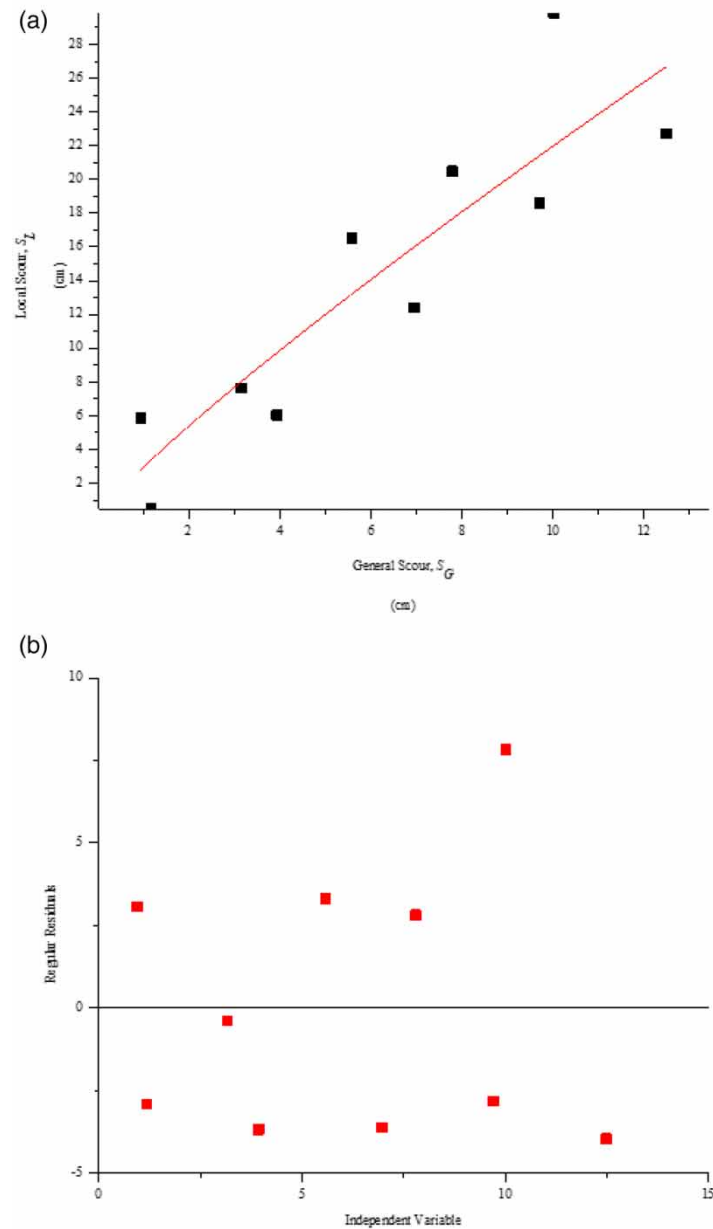 (a)
28
26
24
22
20
18
16
14
12
10
8
6
4
2
Local Scour, S_L
(cm)
2 4 6 8 10 12
General Scour, S_G
(cm)
(b)
10
5
0
-5
Regular Residuals
0 5 10 15
Independent Variable